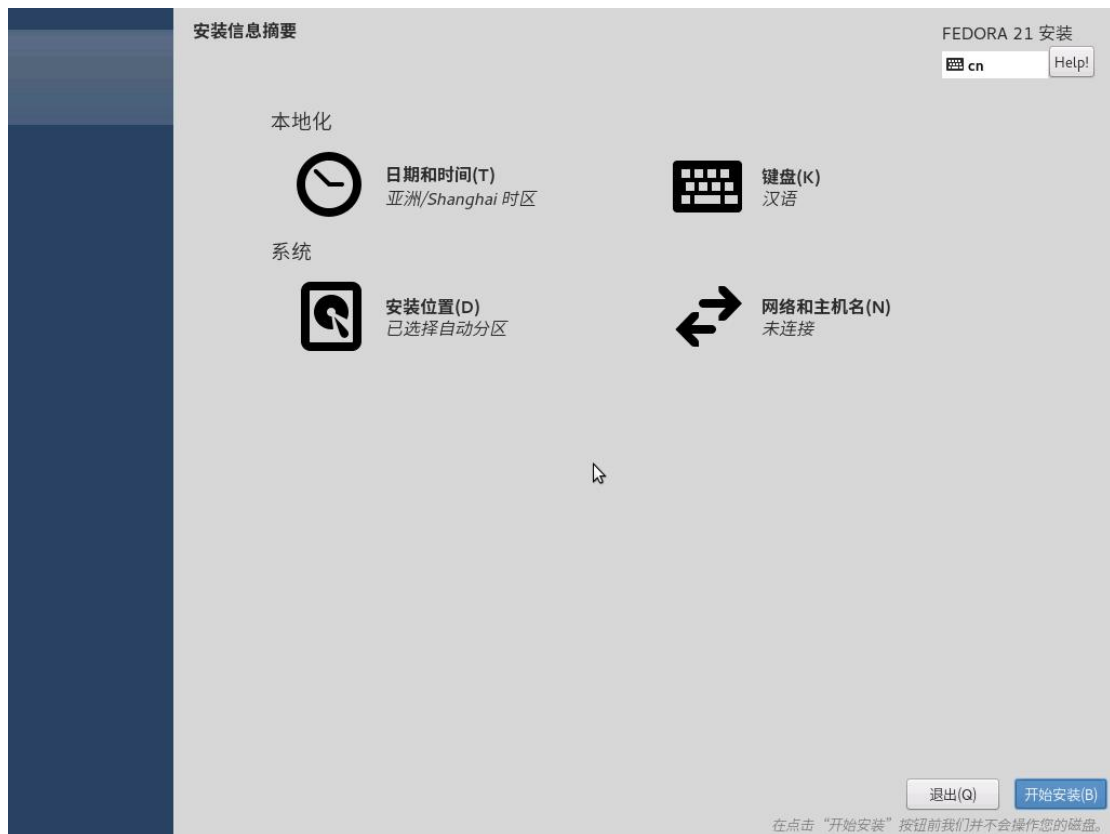 安装信息摘要
FEDORA 21 安装
cn
Help!
本地化
日期和时间(T)
亚洲/Shanghai 时区
键盘(K)
汉语
系统
安装位置(D)
已选择自动分区
网络和主机名(N)
未连接
退出(Q)
开始安装(B)
在点击“开始安装”按钮前我们并不会操作您的磁盘。